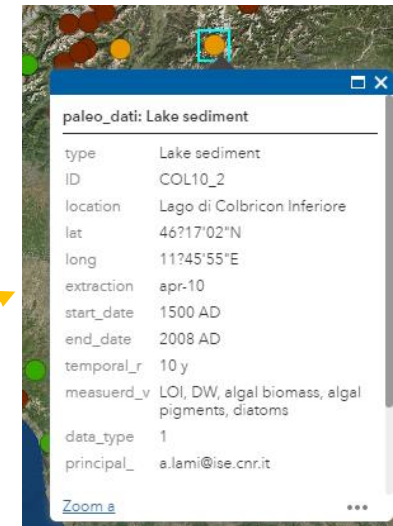 paleo_dati: Lake sediment
type Lake sediment
ID COL10_2
location Lago di Colbricon Inferiore
lat 46?17'02"N
long 11?45'55"E
extraction apr-10
start_date 1500 AD
end_date 2008 AD
temporal_r 10 y
measuerd_v LOI, DW, algal biomass, algal
pigments, diatoms
data_type 1
principal_ a.lami@ise.cnr.it
Zoom a